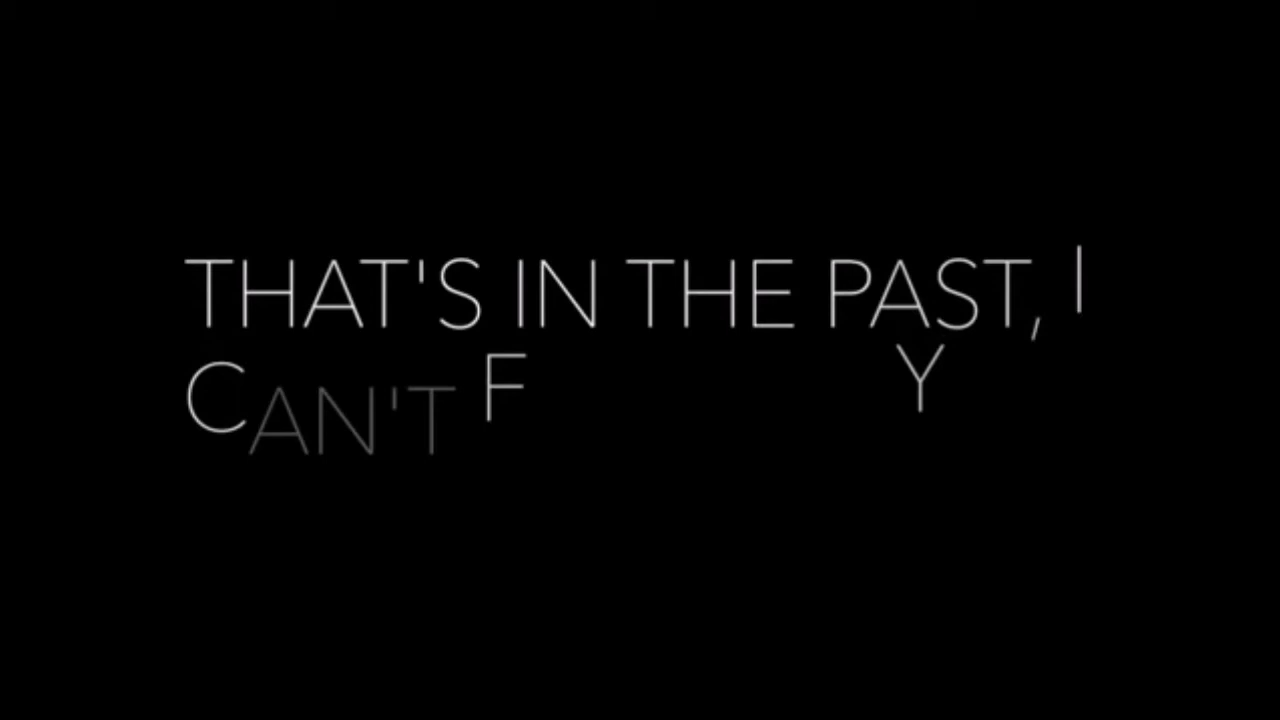 THAT'S IN THE PAST, I
CAN'T F Y